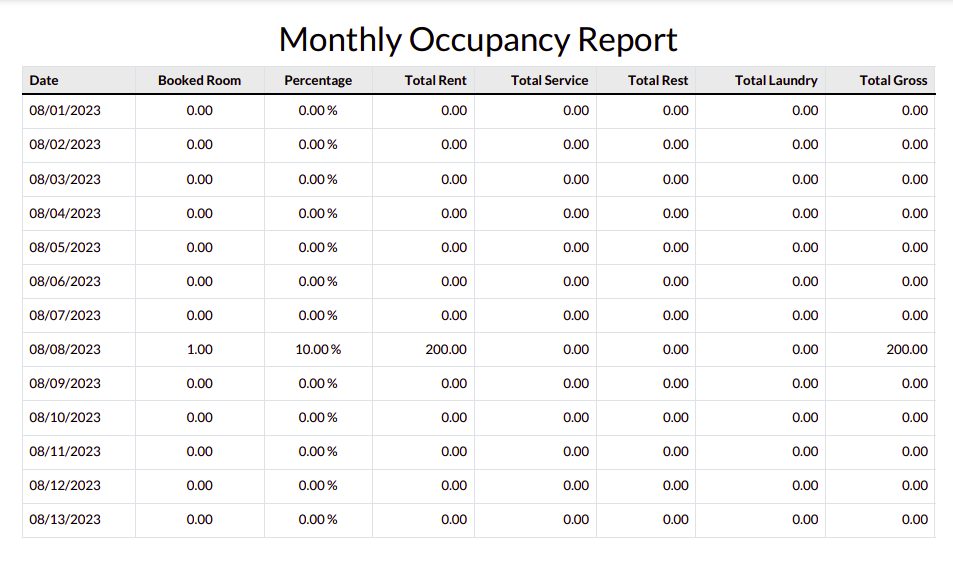 Monthly Occupancy Report
Date Booked Room Percentage Total Rent Total Service Total Rest Total Laundry Total Gross
08/01/2023 0.00 0.00 % 0.00 0.00 0.00 0.00 0.00
08/02/2023 0.00 0.00 % 0.00 0.00 0.00 0.00 0.00
08/03/2023 0.00 0.00 % 0.00 0.00 0.00 0.00 0.00
08/04/2023 0.00 0.00 % 0.00 0.00 0.00 0.00 0.00
08/05/2023 0.00 0.00 % 0.00 0.00 0.00 0.00 0.00
08/06/2023 0.00 0.00 % 0.00 0.00 0.00 0.00 0.00
08/07/2023 0.00 0.00 % 0.00 0.00 0.00 0.00 0.00
08/08/2023 1.00 10.00 % 200.00 0.00 0.00 0.00 200.00
08/09/2023 0.00 0.00 % 0.00 0.00 0.00 0.00 0.00
08/10/2023 0.00 0.00 % 0.00 0.00 0.00 0.00 0.00
08/11/2023 0.00 0.00 % 0.00 0.00 0.00 0.00 0.00
08/12/2023 0.00 0.00 % 0.00 0.00 0.00 0.00 0.00
08/13/2023 0.00 0.00 % 0.00 0.00 0.00 0.00 0.00